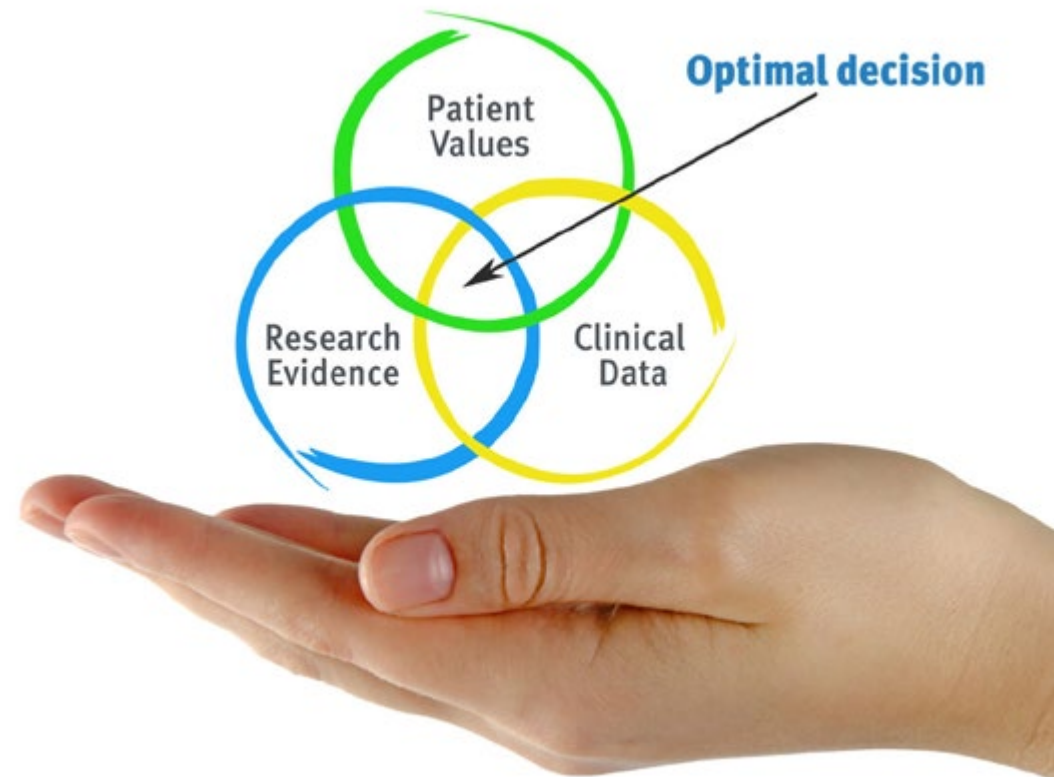 Optimal decision
Patient
Values
Research
Evidence
Clinical
Data